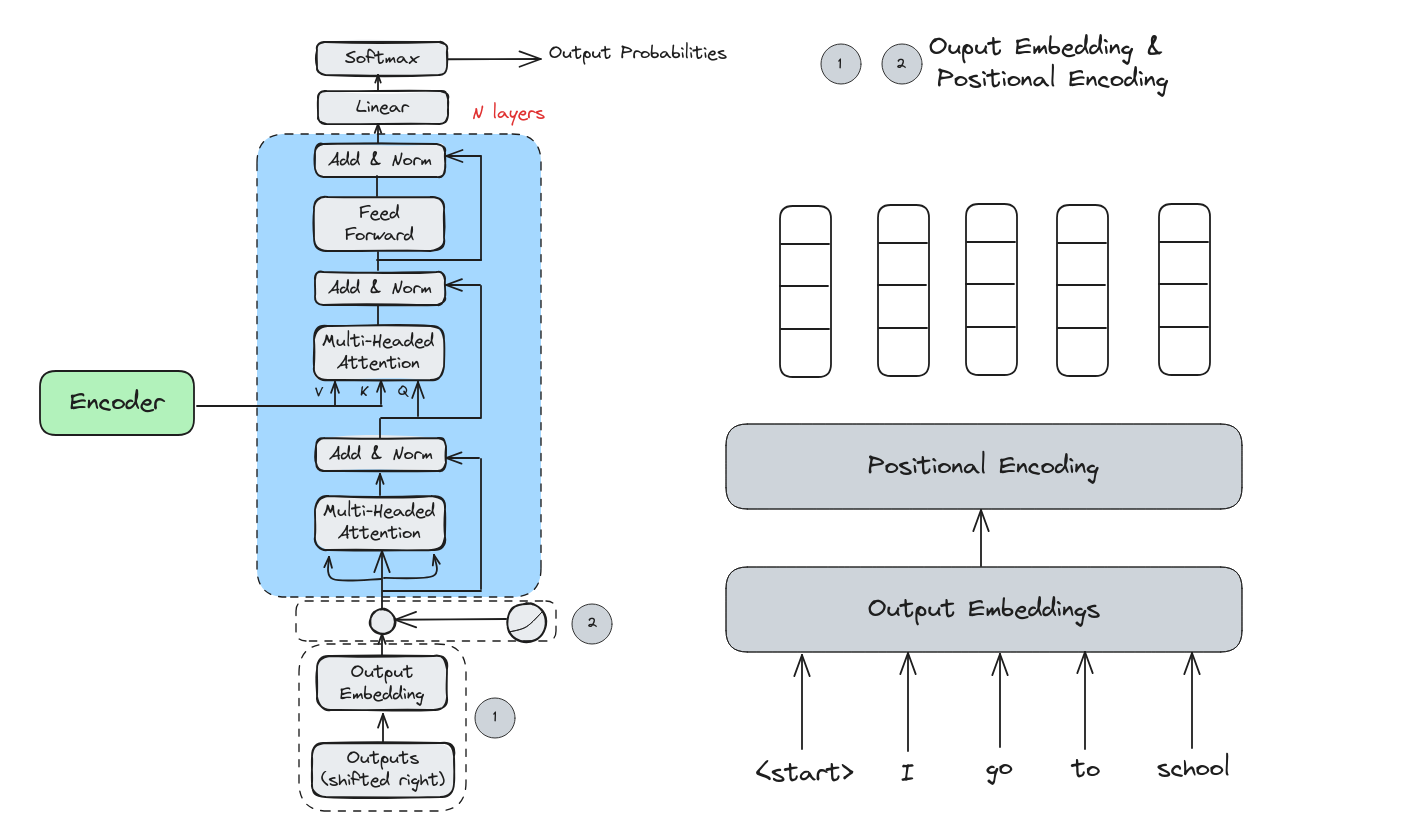 Softmax
Output Probabilities
Linear
N layers
Add & Norm
Feed
Forward
Add & Norm
Multi-Headed
Attention
V K Q
Encoder
Add & Norm
Multi-Headed
Attention
2
Output
Embedding
1
Outputs
(shifted right)
1 2 Ouput Embedding &
Positional Encoding
Positional Encoding
Output Embeddings
<start> I go to school